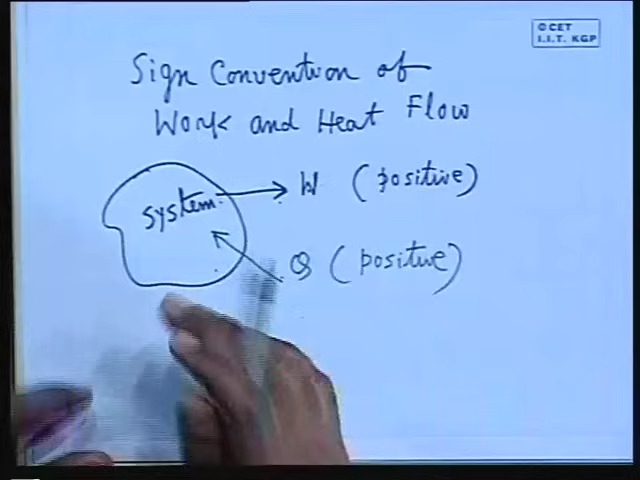 © CET
I.I.T. KGP
Sign Convention of
Work and Heat Flow
System
W (positive)
Q (positive)